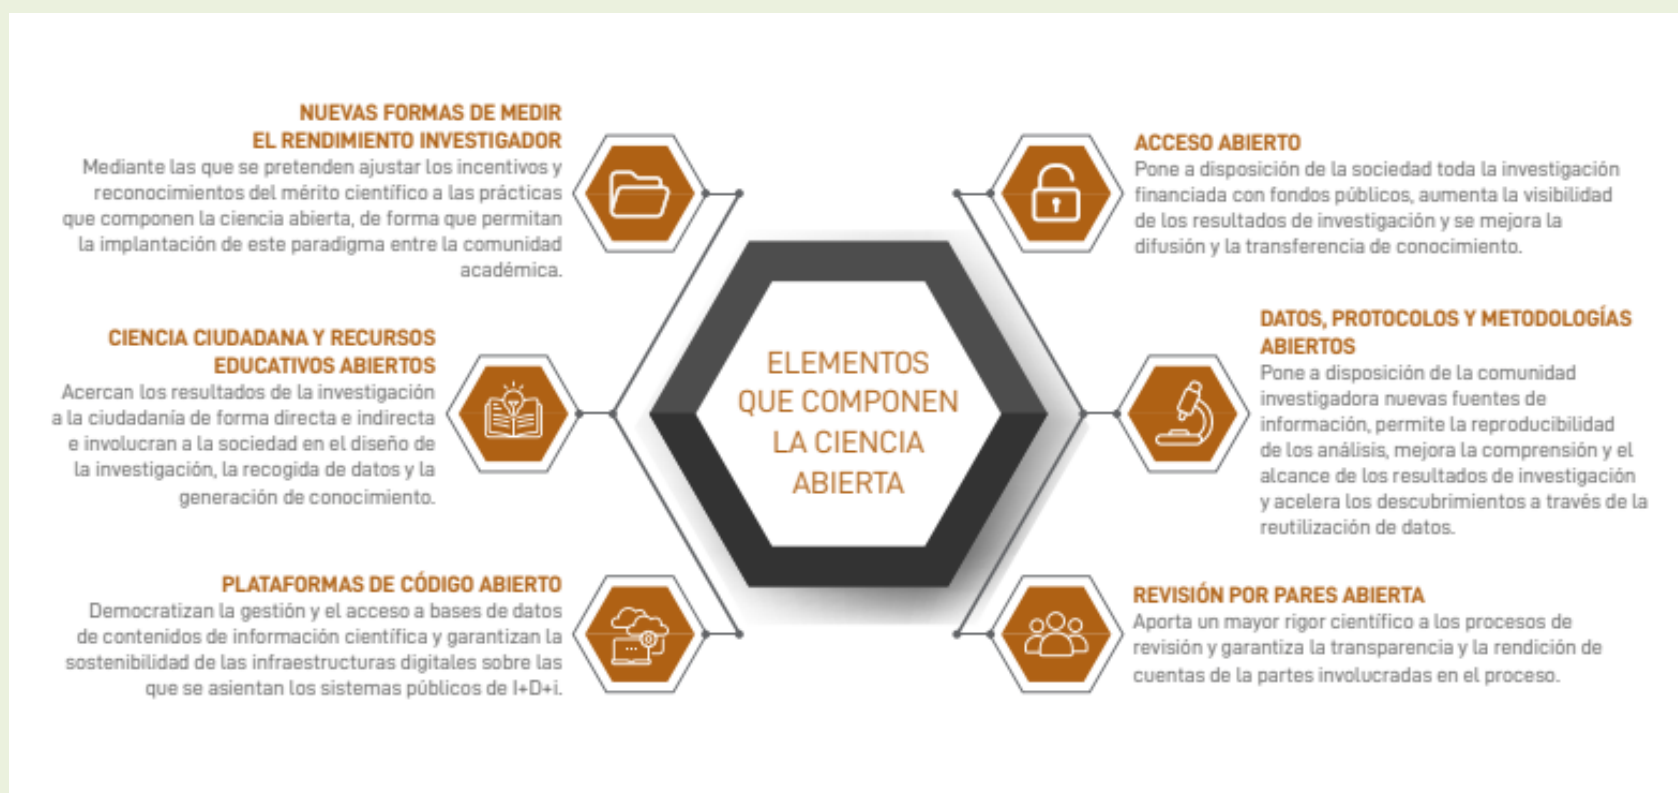 NUEVAS FORMAS DE MEDIR
EL RENDIMIENTO INVESTIGADOR
Mediante las que se pretenden ajustar los incentivos y
reconocimientos del mérito científico a las prácticas
que componen la ciencia abierta, de forma que permitan
la implantación de este paradigma entre la comunidad
académica.
CIENCIA CIUDADANA Y RECURSOS
EDUCATIVOS ABIERTOS
Acercan los resultados de la investigación
a la ciudadanía de forma directa e indirecta
e involucran a la sociedad en el diseño de
la investigación, la recogida de datos y la
generación de conocimiento.
PLATAFORMAS DE CÓDIGO ABIERTO
Democratizan la gestión y el acceso a bases de datos
de contenidos de información científica y garantizan la
sostenibilidad de las infraestructuras digitales sobre las
que se asientan los sistemas públicos de I+D+i.
ELEMENTOS
QUE COMPONEN
LA CIENCIA
ABIERTA
ACCESO ABIERTO
Pone a disposición de la sociedad toda la investigación
financiada con fondos públicos, aumenta la visibilidad
de los resultados de investigación y se mejora la
difusión y la transferencia de conocimiento.
DATOS, PROTOCOLOS Y METODOLOGÍAS
ABIERTOS
Pone a disposición de la comunidad
investigadora nuevas fuentes de
información, permite la reproducibilidad
de los análisis, mejora la comprensión y el
alcance de los resultados de investigación
y acelera los descubrimientos a través de la
reutilización de datos.
REVISIÓN POR PARES ABIERTA
Aporta un mayor rigor científico a los procesos de
revisión y garantiza la transparencia y la rendición de
cuentas de la partes involucradas en el proceso.